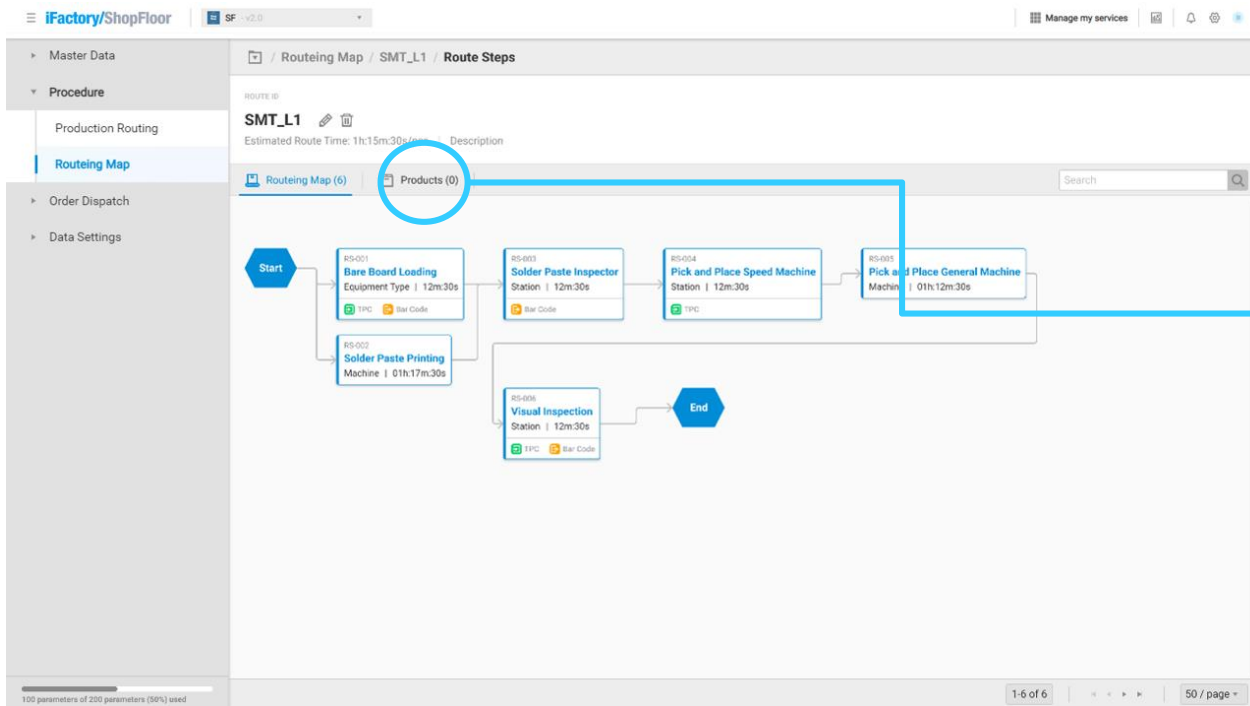 iFactory/ShopFloor
SF - v2.0
Manage my services
Master Data
Procedure
Production Routing
Routeing Map
Order Dispatch
Data Settings
/ Routeing Map / SMT_L1 / Route Steps
ROUTE ID
SMT_L1
Estimated Route Time: 1h:15m:30s/pcs | Description
Routeing Map (6)
Products (0)
Search
Start
RS-001
Bare Board Loading
Equipment Type | 12m:30s
TPC Bar Code
RS-002
Solder Paste Printing
Machine | 01h:17m:30s
RS-003
Solder Paste Inspector
Station | 12m:30s
Bar Code
RS-004
Pick and Place Speed Machine
Station | 12m:30s
TPC
RS-005
Pick and Place General Machine
Machine | 01h:12m:30s
RS-006
Visual Inspection
Station | 12m:30s
TPC Bar Code
End
100 parameters of 200 parameters (50%) used
1-6 of 6
50 / page